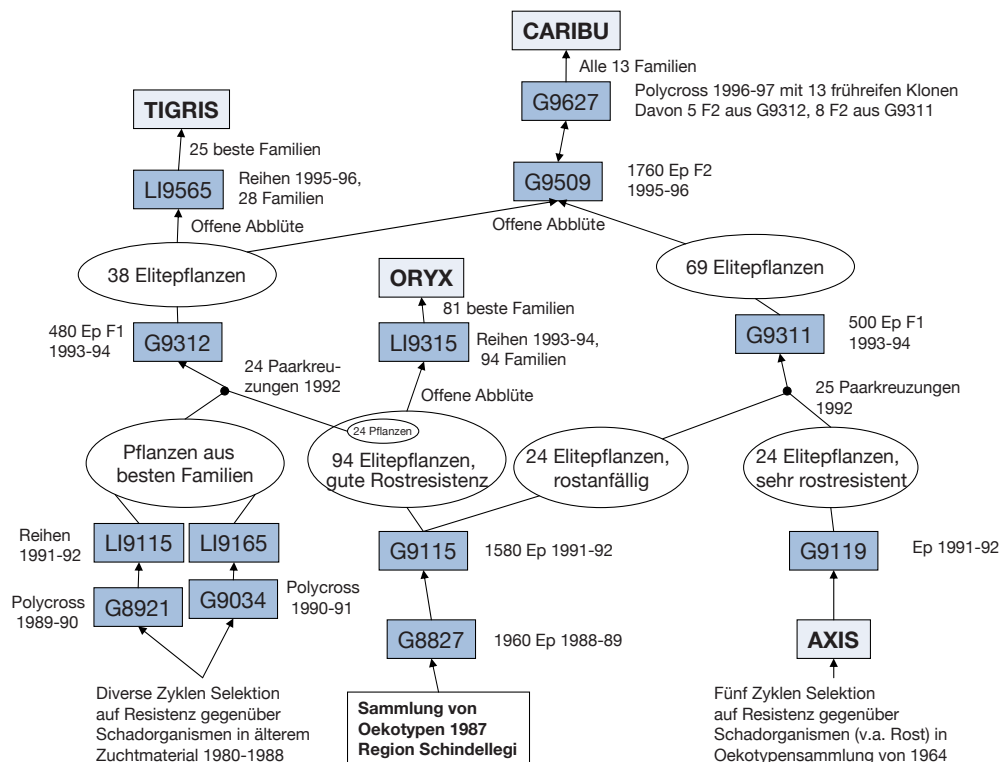 CARIBU
Alle 13 Familien
G9627
Polycross 1996-97 mit 13 frühreifen Klonen
Davon 5 F2 aus G9312, 8 F2 aus G9311
TIGRIS
25 beste Familien
LI9565
Reihen 1995-96,
28 Familien
G9509
1760 Ep F2
1995-96
Offene Abblüte
Offene Abblüte
38 Elitepflanzen
ORYX
69 Elitepflanzen
81 beste Familien
480 Ep F1
1993-94
G9312
LI9315
Reihen 1993-94,
94 Familien
G9311
500 Ep F1
1993-94
24 Paarkreu-
zungen 1992
Offene Abblüte
25 Paarkreuzungen
1992
24 Pflanzen
Pflanzen aus
besten Familien
94 Elitepflanzen,
gute Rostresistenz
24 Elitepflanzen,
rostanfällig
24 Elitepflanzen,
sehr rostresistent
Reihen
1991-92
LI9115
LI9165
G9115
1580 Ep 1991-92
G9119
Ep 1991-92
Polycross
1989-90
G8921
G9034
Polycross
1990-91
G8827
1960 Ep 1988-89
AXIS
Diverse Zyklen Selektion
auf Resistenz gegenüber
Schadorganismen in älterem
Zuchtmaterial 1980-1988
Sammlung von
Oekotypen 1987
Region Schindellegi
Fünf Zyklen Selektion
auf Resistenz gegenüber
Schadorganismen (v.a. Rost) in
Oekotypensammlung von 1964